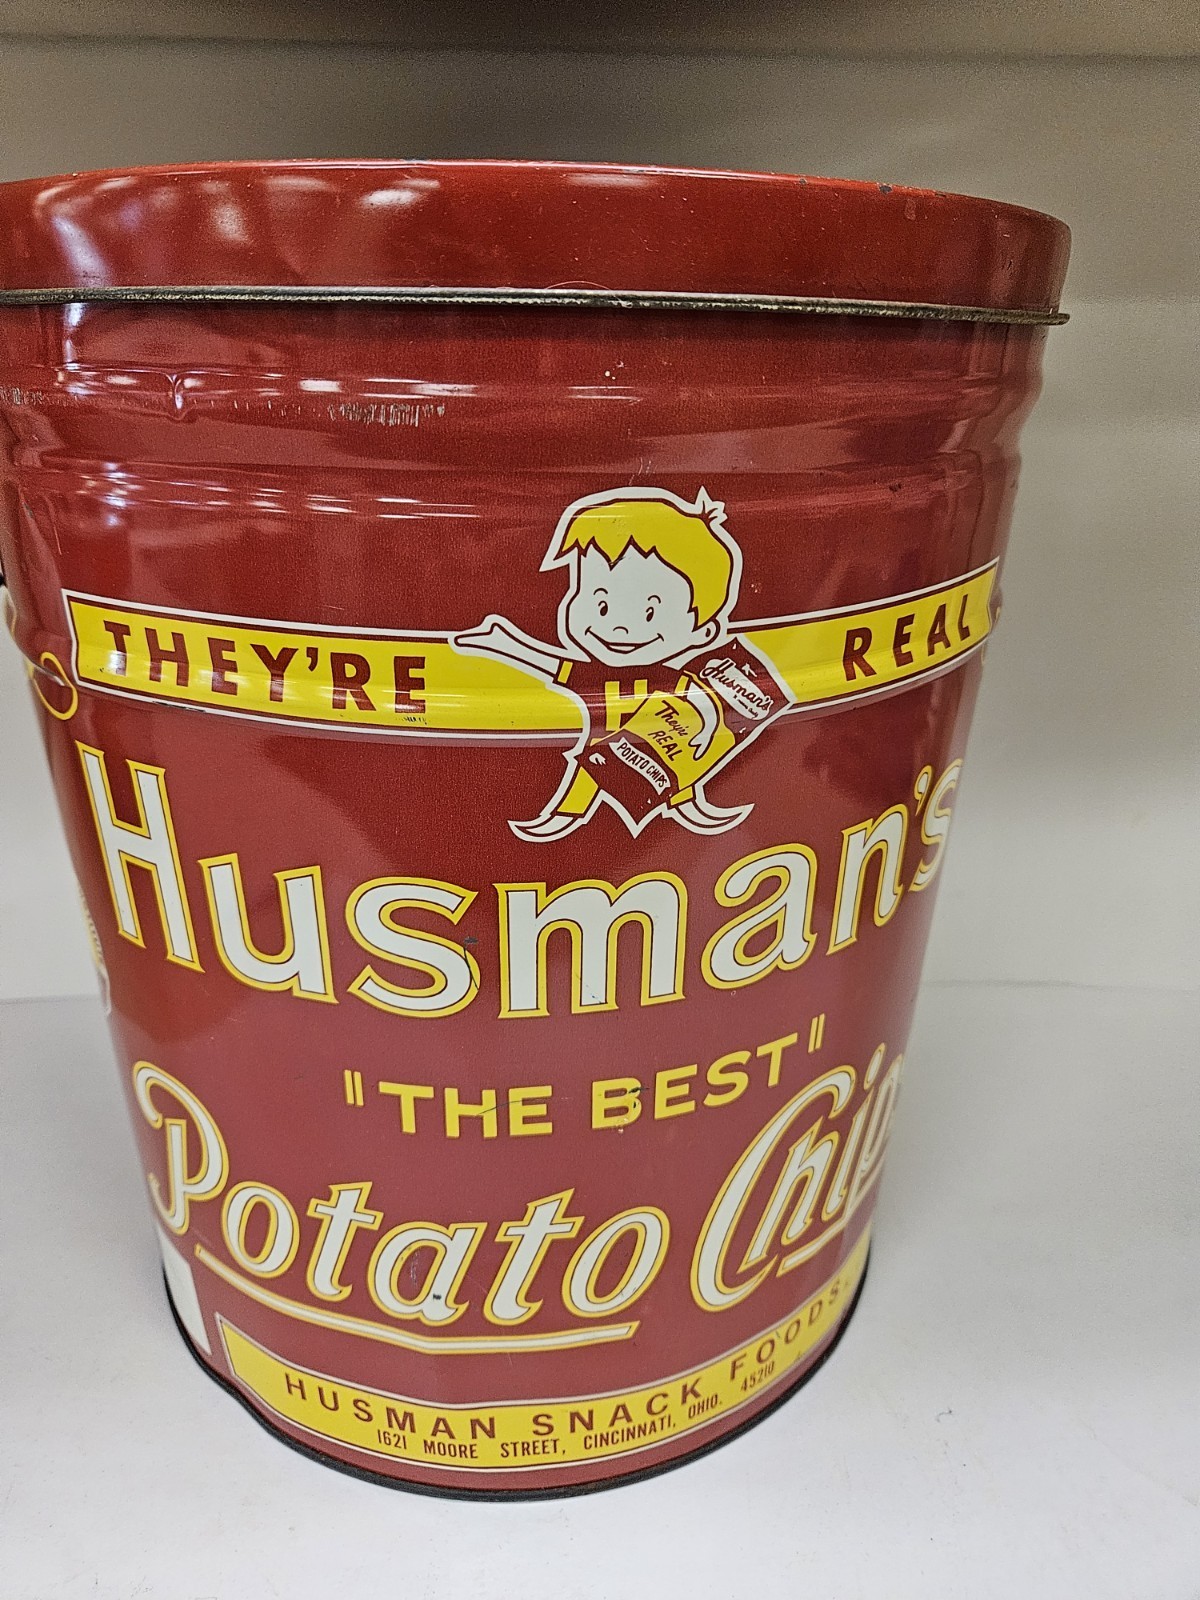 THEY'RE REAL
H
Husman's
They're
REAL
POTATO CHIPS
Husman's
"THE BEST"
Potato Chips
HUSMAN SNACK FOODS
1621 MOORE STREET, CINCINNATI, OHIO. 45210